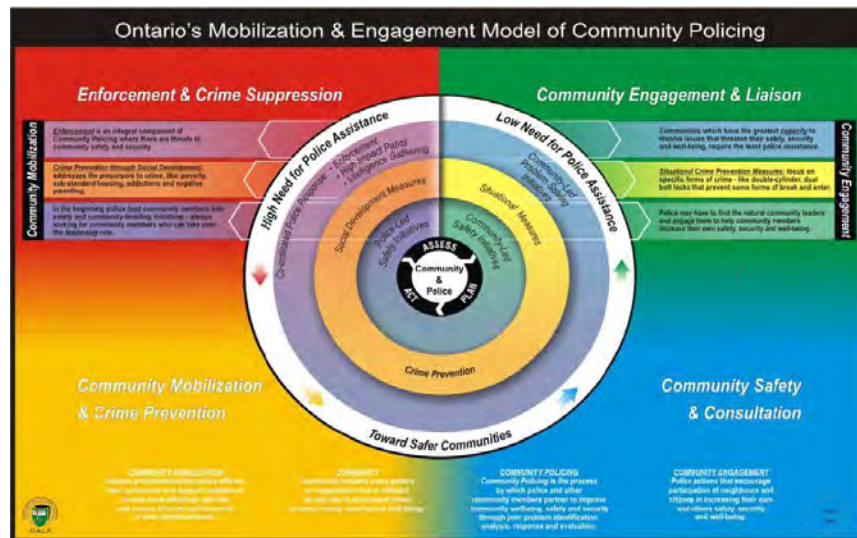 Ontario's Mobilization & Engagement Model of Community Policing
Enforcement & Crime Suppression
Community Engagement & Liaison
Community Mobilization
Enforcement is an integral component of
Community Policing where there are threats to
community safety and security
Crime Prevention through Social Development:
addresses the precursors to crime, like poverty,
sub-standard housing, addictions and negative
parenting.
In the beginning police lead community members into
safety and community-building initiatives - always
looking for community members who can take over
the leadership role.
High Need for Police Assistance
Co-ordinated Police Response
• Enforcement
• High Impact Patrol
• Intelligence Gathering
Social Development Measures
Police-Led
Safety Initiatives
Low Need for Police Assistance
Community-Led
Problem Solving
Initiatives
Situational Measures
Community-Led
Safety Initiatives
ASSESS
PLAN
ACT
Community
&
Police
Crime Prevention
Toward Safer Communities
Communities which have the greatest capacity to
resolve issues that threaten their safety, security
and well-being, require the least police assistance.
Situational Crime Prevention Measures: focus on
specific forms of crime - like double-cylinder, dual
bolt locks that prevent some forms of break and enter.
Police may have to find the natural community leaders
and engage them to help community members
increase their own safety, security and well-being.
Community Engagement
Community Mobilization
& Crime Prevention
Community Safety
& Consultation
COMMUNITY
COMMUNITY POLICING
Community Policing is the process
by which police and other
community members partner to improve
community wellbeing, safety and security
through joint problem identification,
analysis, response and evaluation.
COMMUNITY ENGAGEMENT
Police actions that encourage
participation of neighbours and
citizens in increasing their own
and others safety, security
and well-being.
O.A.C.P.